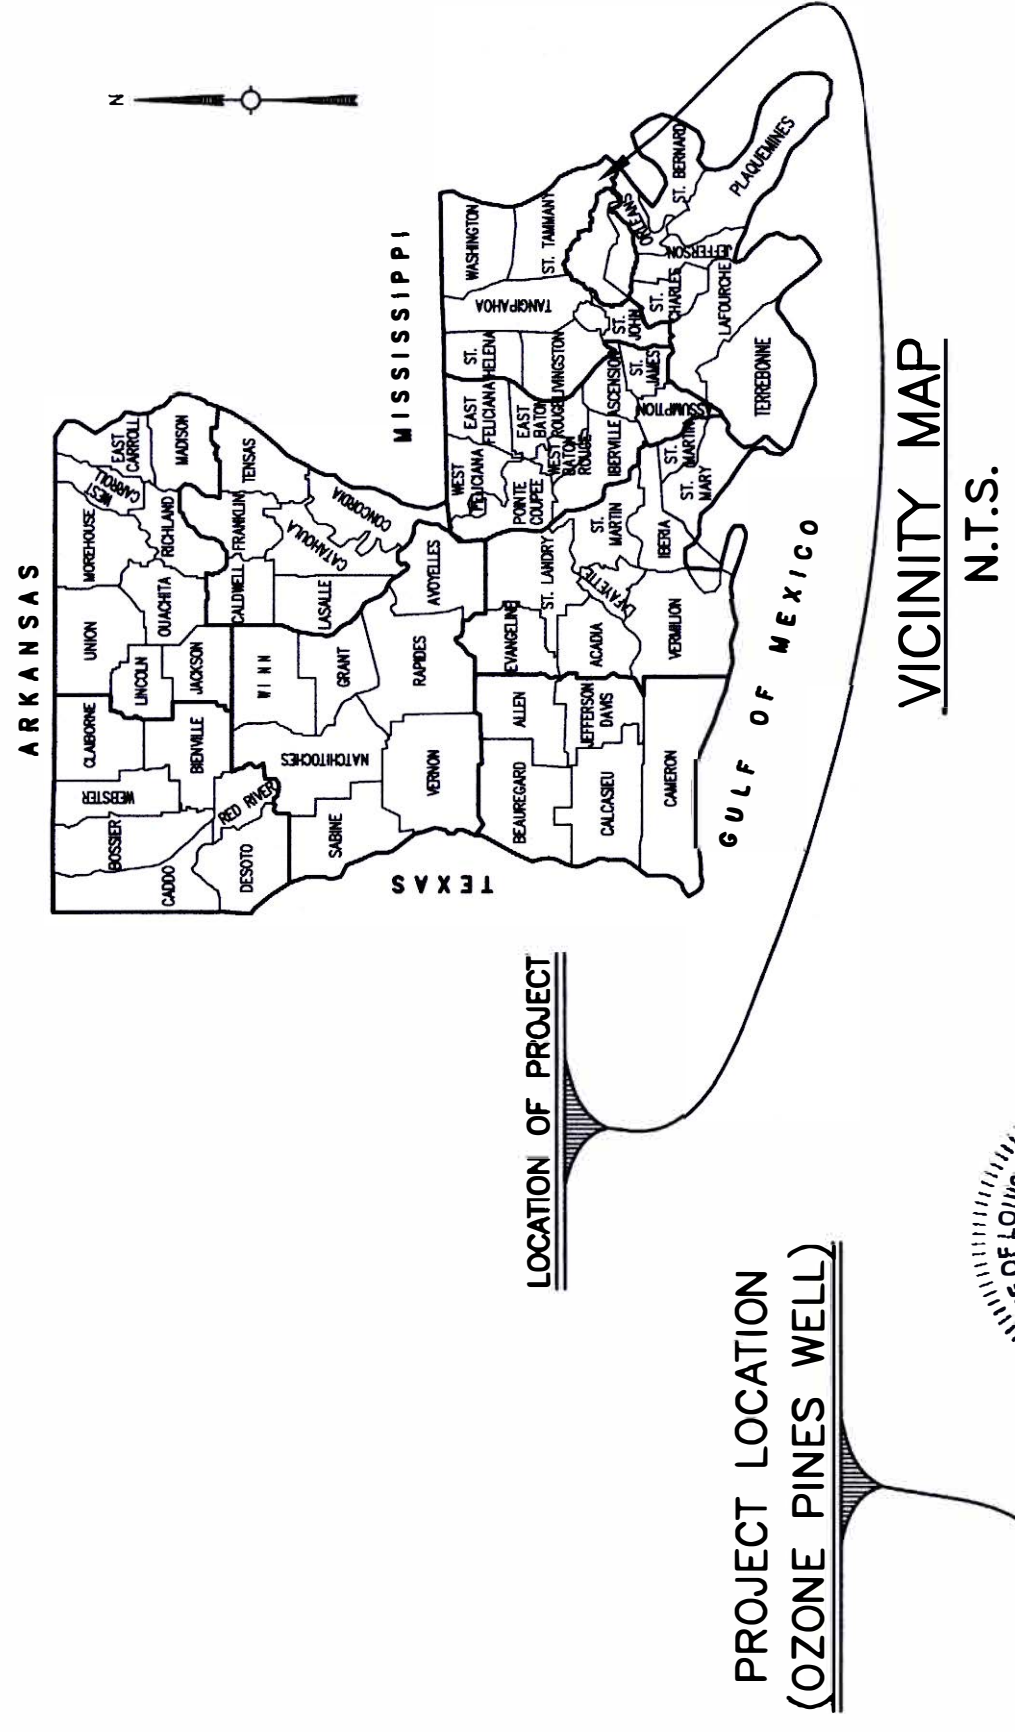 N
ARKANSAS
MISSISSIPPI
TEXAS
GULF OF MEXICO
CADDO
BOSSIER
WEBSTER
CLAIBORNE
UNION
MOREHOUSE
WEST
CARROLL
EAST
CARROLL
LINCOLN
OUACHITA
RICHLAND
MADISON
DESOTO
RED RIVER
BIENVILLE
JACKSON
CALDWELL
FRANKLIN
TENSAS
SABINE
NATCHITOCHES
WINN
GRANT
LASALLE
CATAHOULA
CONCORDIA
VERNON
RAPIDES
AVOYELLES
BEAUREGARD
ALLEN
EVANGELINE
ST. LANDRY
POINTE
COUPEE
WEST
FELICIANA
EAST
FELICIANA
ST.
HELENA
TANGIPAHOA
WASHINGTON
ST. TAMMANY
WEST
BATON
ROUGE
EAST
BATON
ROUGE
LIVINGSTON
CALCASIEU
JEFFERSON
DAVIS
ACADIA
LAFAYETTE
ST.
MARTIN
IBERVILLE
ASCENSION
ST.
JOHN
ORLEANS
CAMERON
VERMILION
IBERIA
ST.
MARTIN
ST.
MARY
ASSUMPTION
ST.
JAMES
ST.
CHARLES
JEFFERSON
ST. BERNARD
PLAQUEMINES
LAFOURCHE
TERREBONNE
LOCATION OF PROJECT
VICINITY MAP
N.T.S.
PROJECT LOCATION
(OZONE PINES WELL)